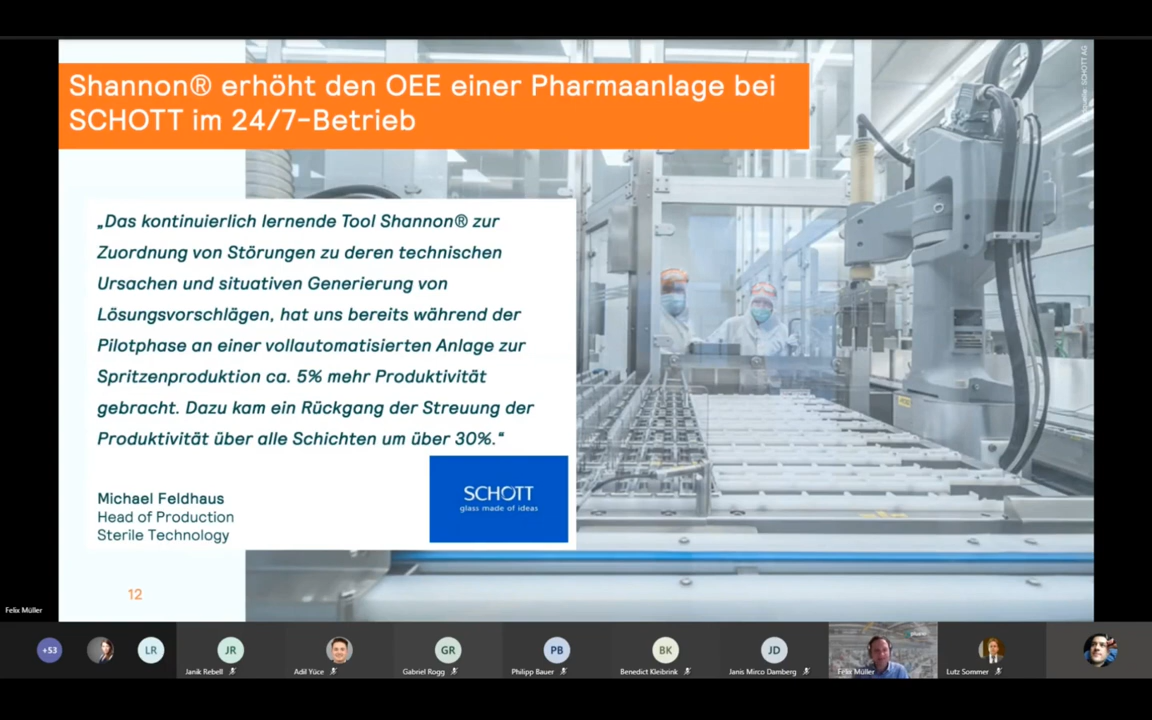 Shannon® erhöht den OEE einer Pharmaanlage bei
SCHOTT im 24/7-Betrieb
Quelle: SCHOTT AG
„Das kontinuierlich lernende Tool Shannon® zur
Zuordnung von Störungen zu deren technischen
Ursachen und situativen Generierung von
Lösungsvorschlägen, hat uns bereits während der
Pilotphase an einer vollautomatisierten Anlage zur
Spritzenproduktion ca. 5% mehr Produktivität
gebracht. Dazu kam ein Rückgang der Streuung der
Produktivität über alle Schichten um über 30%.“
Michael Feldhaus
Head of Production
Sterile Technology
SCHOTT
glass made of ideas
12
Felix Müller
+53
LR
JR
Janik Rebell
Adil Yüce
GR
Gabriel Rogg
PB
Philipp Bauer
BK
Benedict Kleibrink
JD
Janis Mirco Damberg
Felix Müller
Lutz Sommer